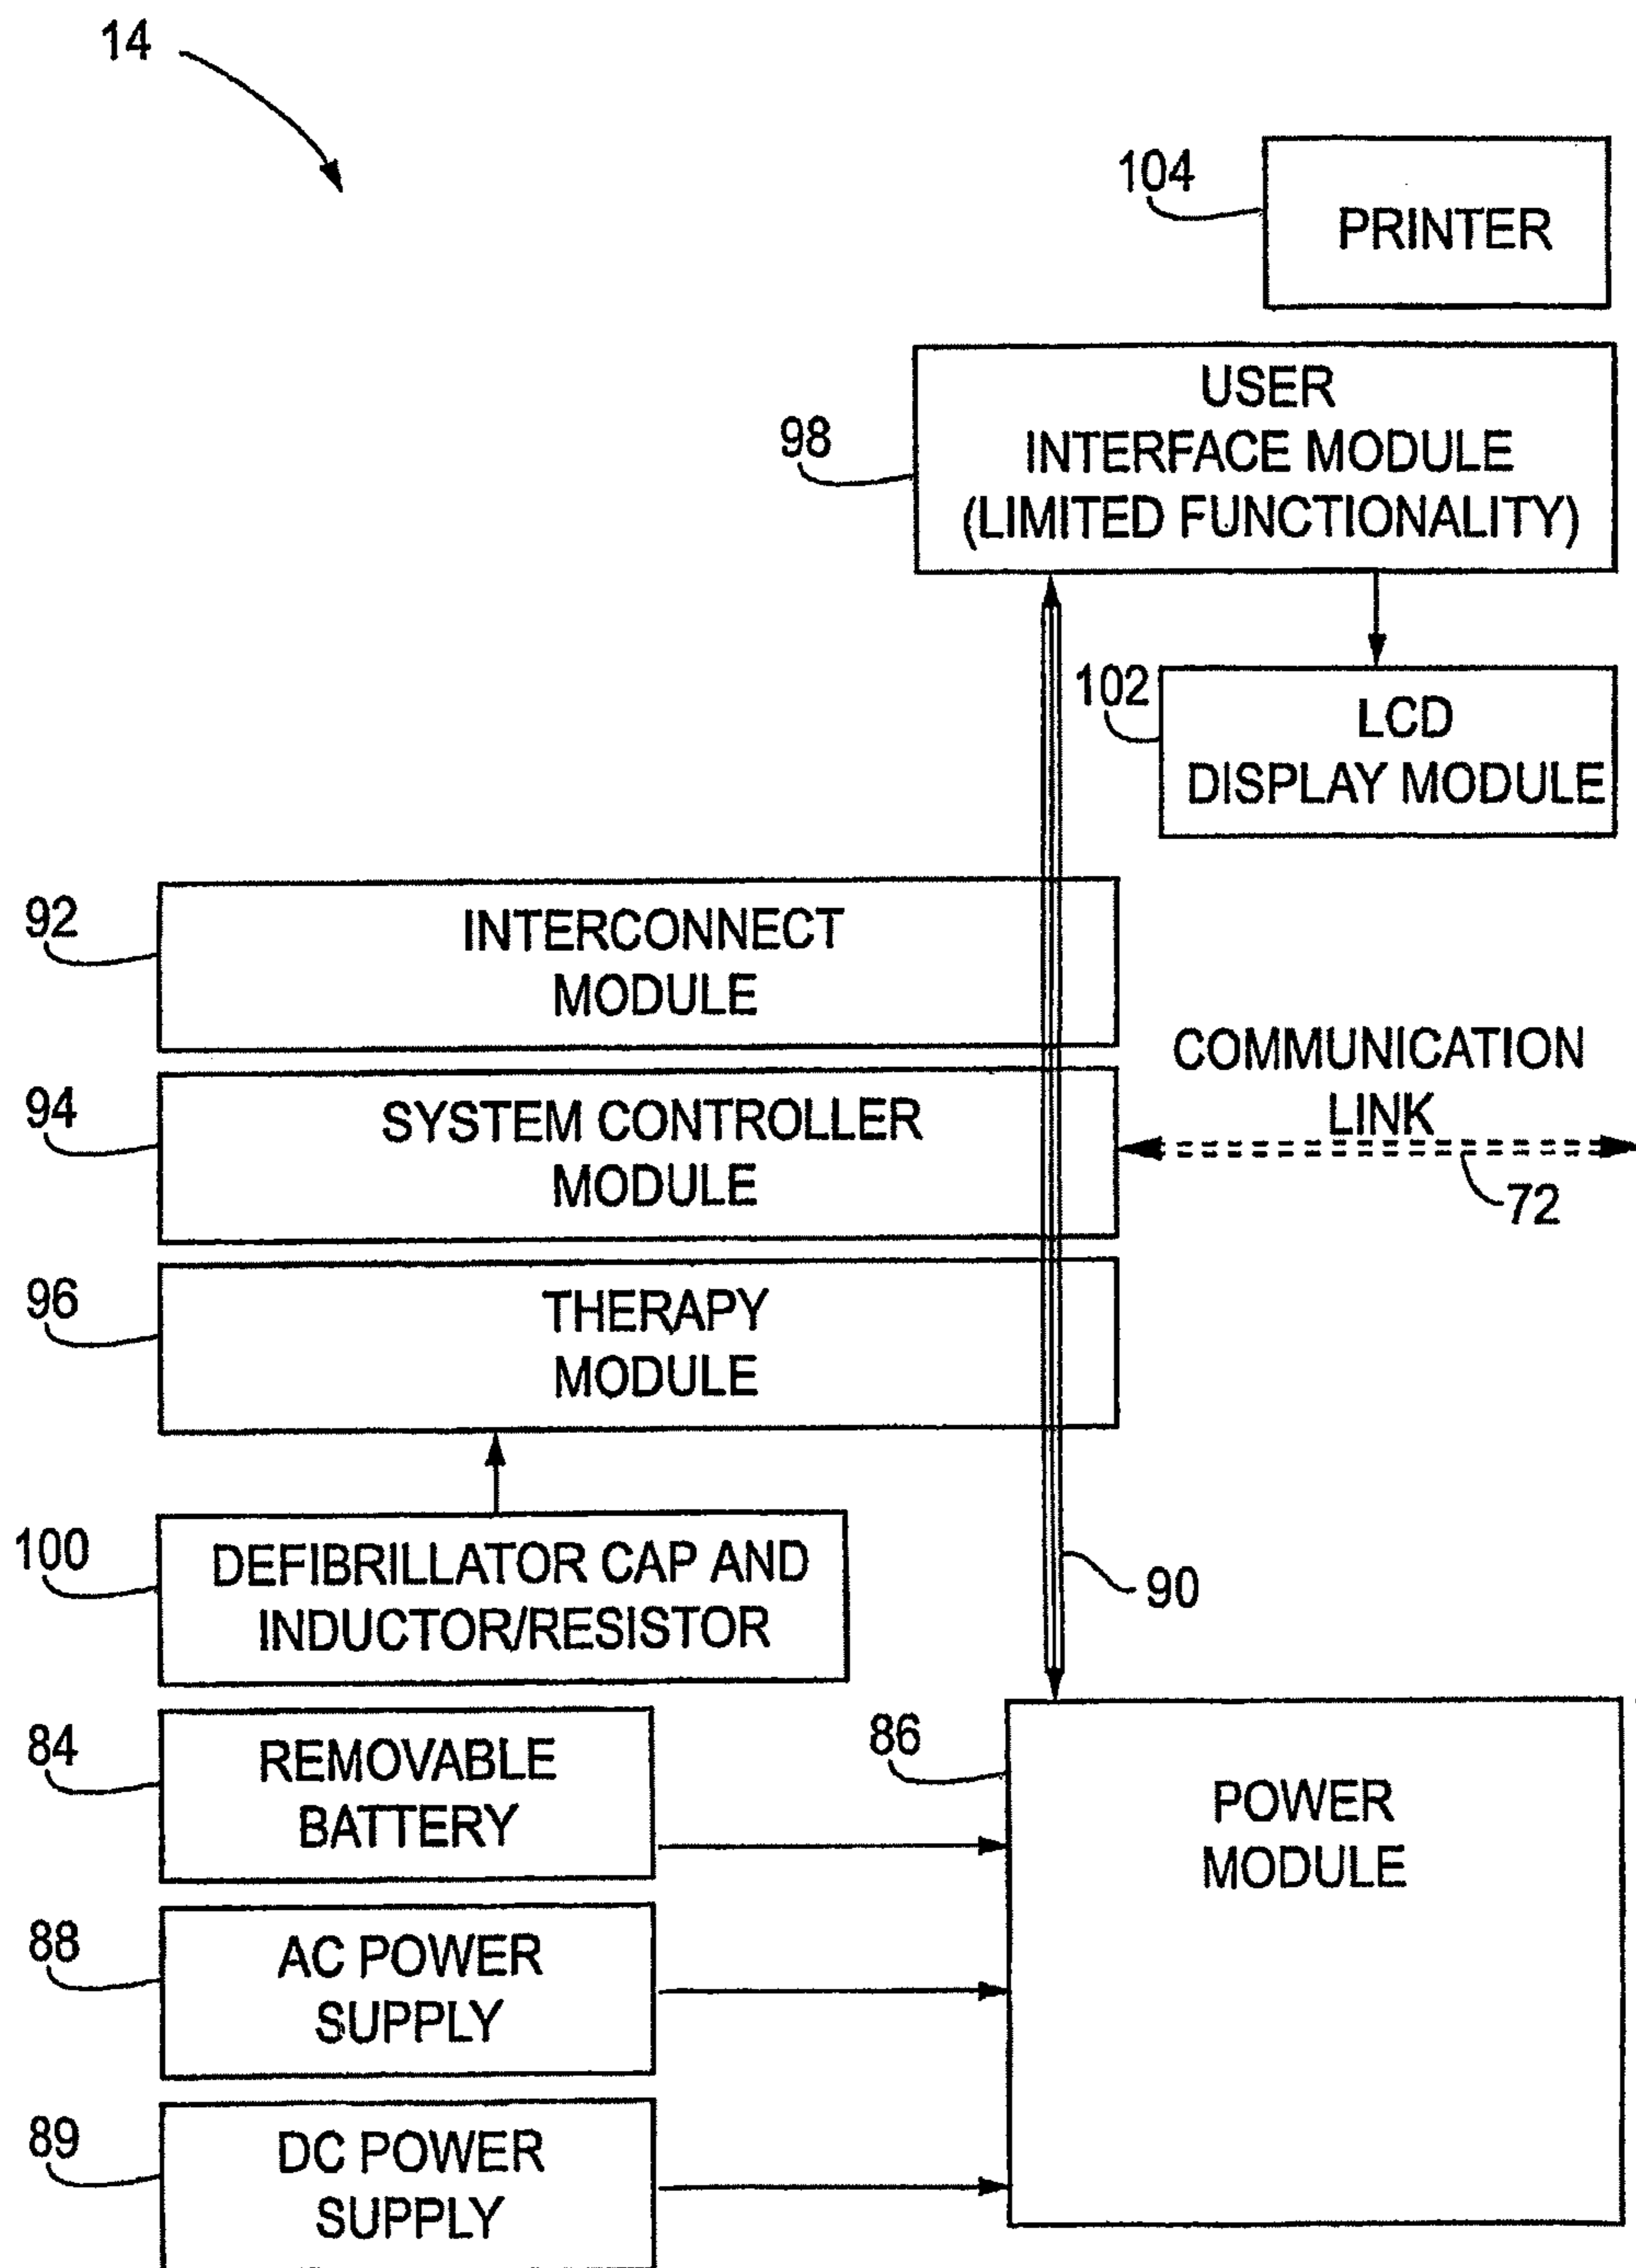 14
104
PRINTER
98
USER
INTERFACE MODULE
(LIMITED FUNCTIONALITY)
102
LCD
DISPLAY MODULE
92
INTERCONNECT
MODULE
94
SYSTEM CONTROLLER
MODULE
COMMUNICATION
LINK
72
96
THERAPY
MODULE
100
DEFIBRILLATOR CAP AND
INDUCTOR/RESISTOR
90
84
REMOVABLE
BATTERY
86
POWER
MODULE
88
AC POWER
SUPPLY
89
DC POWER
SUPPLY